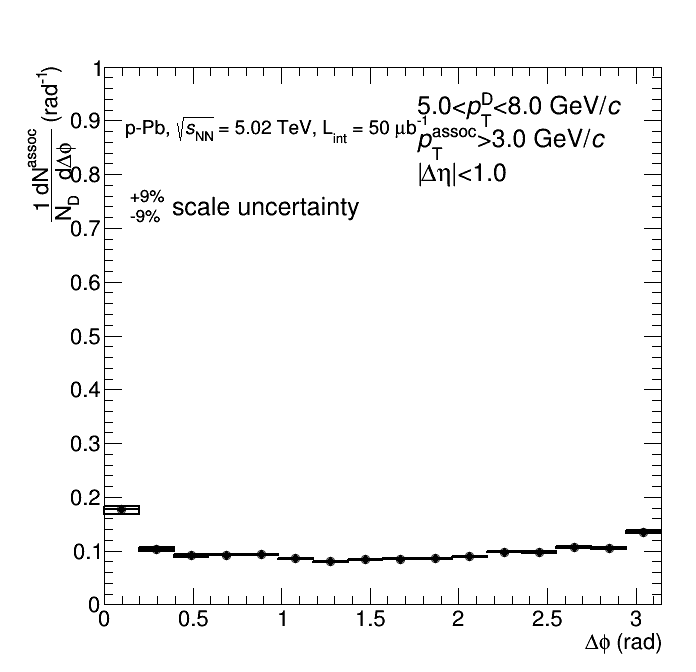 1 dN^assoc / N_D dΔφ (rad⁻¹)
p-Pb, √s_NN = 5.02 TeV, L_int = 50 μb⁻¹
5.0<p_T^D<8.0 GeV/c
p_T^assoc>3.0 GeV/c
|Δη|<1.0
+9%
-9% scale uncertainty
1
0.9
0.8
0.7
0.6
0.5
0.4
0.3
0.2
0.1
0
0 0.5 1 1.5 2 2.5 3
Δφ (rad)